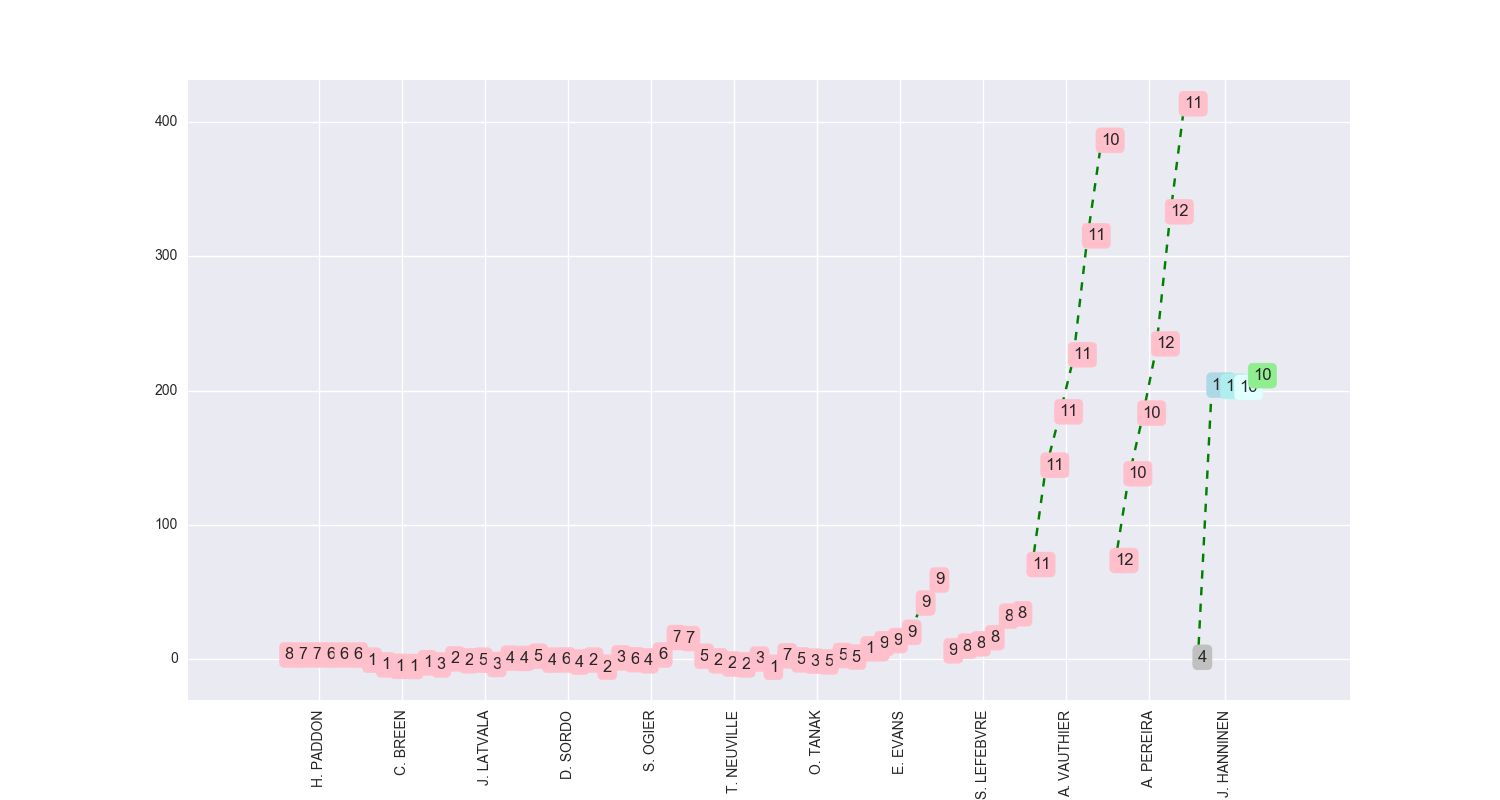 400
300
200
100
0
8 7 7 6 6 6
1 1 1 1 1 3
2 2 5 3 4 4
5 4 6 4 2 2
3 6 4 6 7 7
5 2 2 2 3 1
7 5 3 5 5 5
1 9 9 9 9 9
9 8 8 8 8 8
11 11 11 11 11 10
12 10 10 12 12 11
4 1 1 10 10
H. PADDON
C. BREEN
J. LATVALA
D. SORDO
S. OGIER
T. NEUVILLE
O. TANAK
E. EVANS
S. LEFEBVRE
A. VAUTHIER
A. PEREIRA
J. HANNINEN